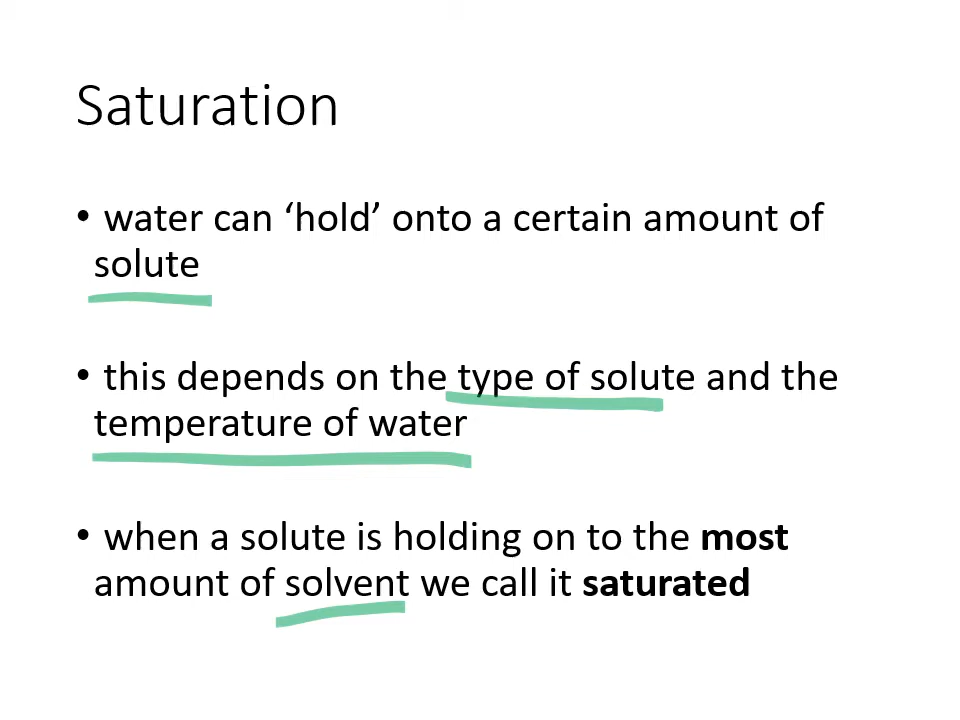 Saturation
• water can ‘hold’ onto a certain amount of
solute
• this depends on the type of solute and the
temperature of water
• when a solute is holding on to the most
amount of solvent we call it saturated